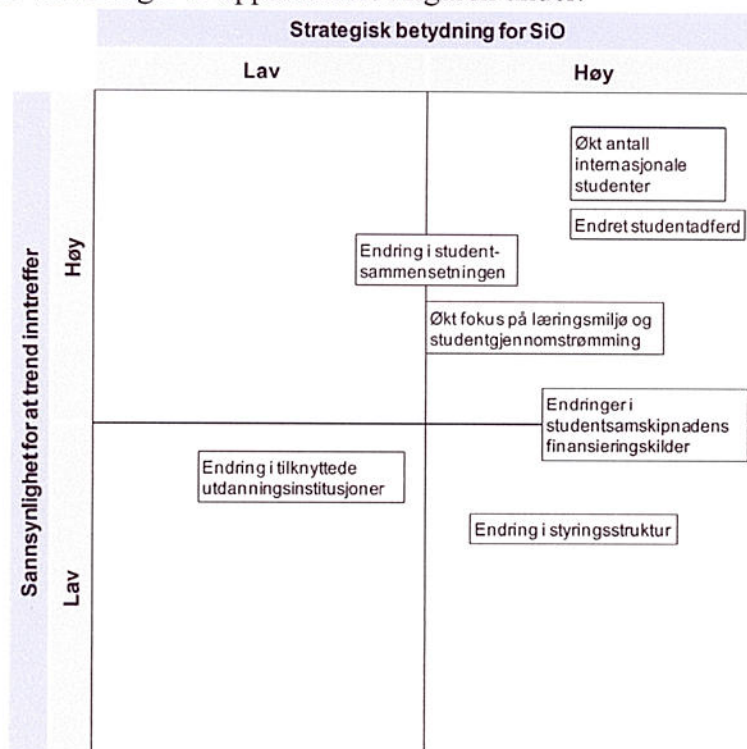 Strategisk betydning for SiO
Lav
Høy
Sannsynlighet for at trend inntreffer
Høy
Lav
Økt antall
internasjonale
studenter
Endret studentadferd
Endring i student-
sammensetningen
Økt fokus på læringsmiljø og
studentgjennomstrømming
Endringer i
studentsamskipnadens
finansieringskilder
Endring i tilknyttede
utdanningsinstitusjoner
Endring i styringsstruktur